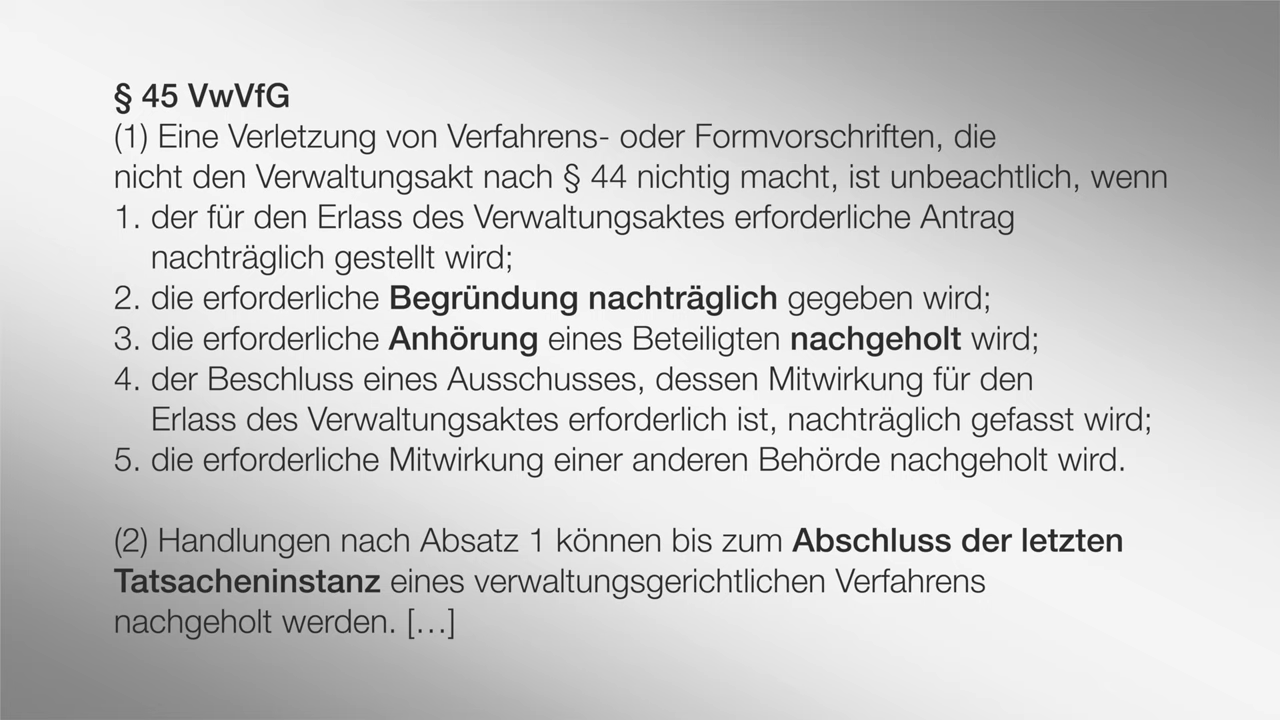 § 45 VwVfG
(1) Eine Verletzung von Verfahrens- oder Formvorschriften, die
nicht den Verwaltungsakt nach § 44 nichtig macht, ist unbeachtlich, wenn
1. der für den Erlass des Verwaltungsaktes erforderliche Antrag
nachträglich gestellt wird;
2. die erforderliche Begründung nachträglich gegeben wird;
3. die erforderliche Anhörung eines Beteiligten nachgeholt wird;
4. der Beschluss eines Ausschusses, dessen Mitwirkung für den
Erlass des Verwaltungsaktes erforderlich ist, nachträglich gefasst wird;
5. die erforderliche Mitwirkung einer anderen Behörde nachgeholt wird.
(2) Handlungen nach Absatz 1 können bis zum Abschluss der letzten
Tatsacheninstanz eines verwaltungsgerichtlichen Verfahrens
nachgeholt werden. […]